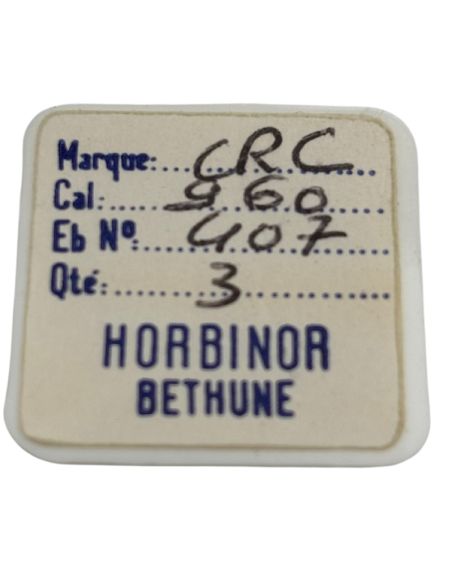 Marque: CRC
Cal: 960
Eb Nº 407
Qté: 3
HORBINOR
BETHUNE